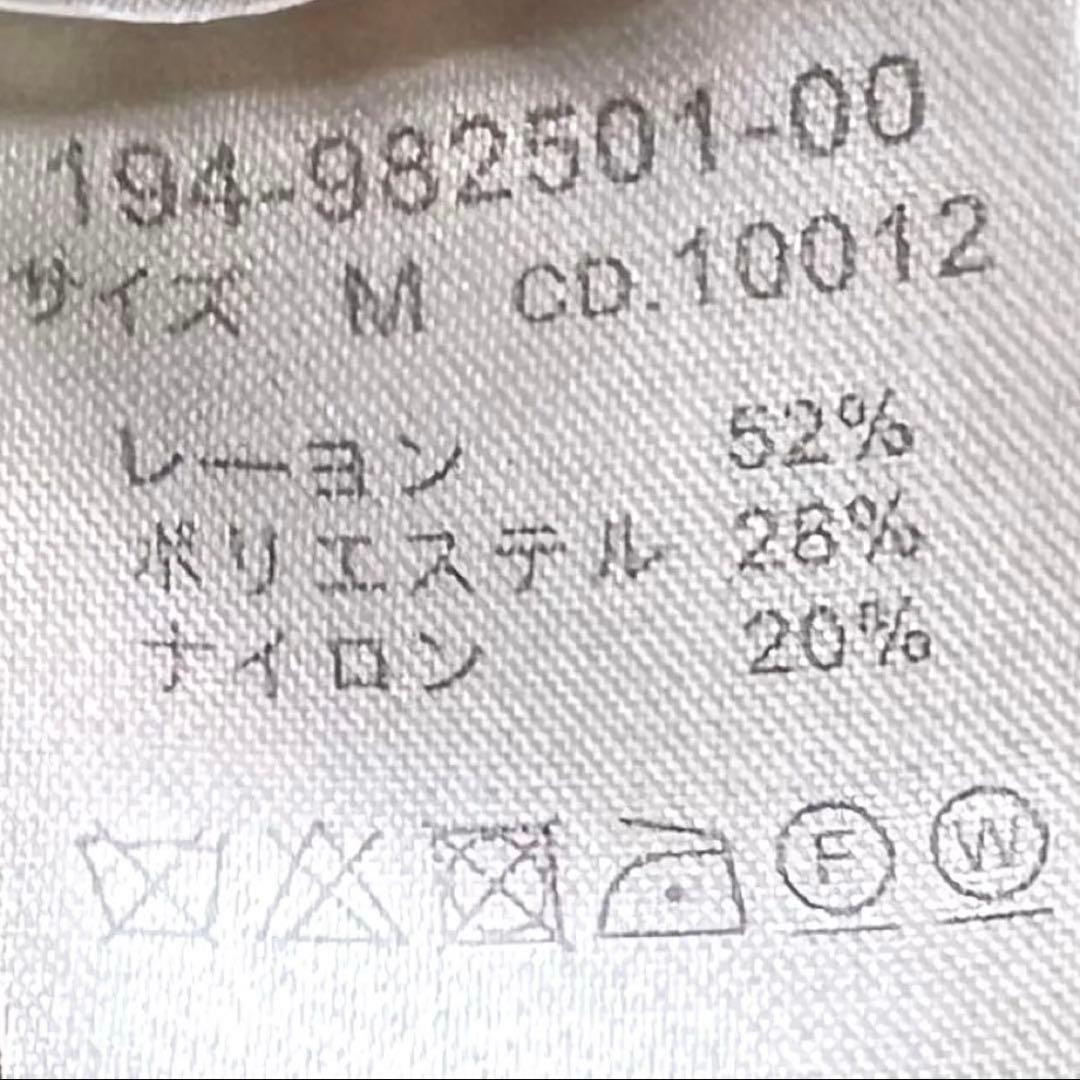 194-982501-00
サイズ M CD.10012
レーヨン 52%
ポリエステル 28%
ナイロン 20%
F W